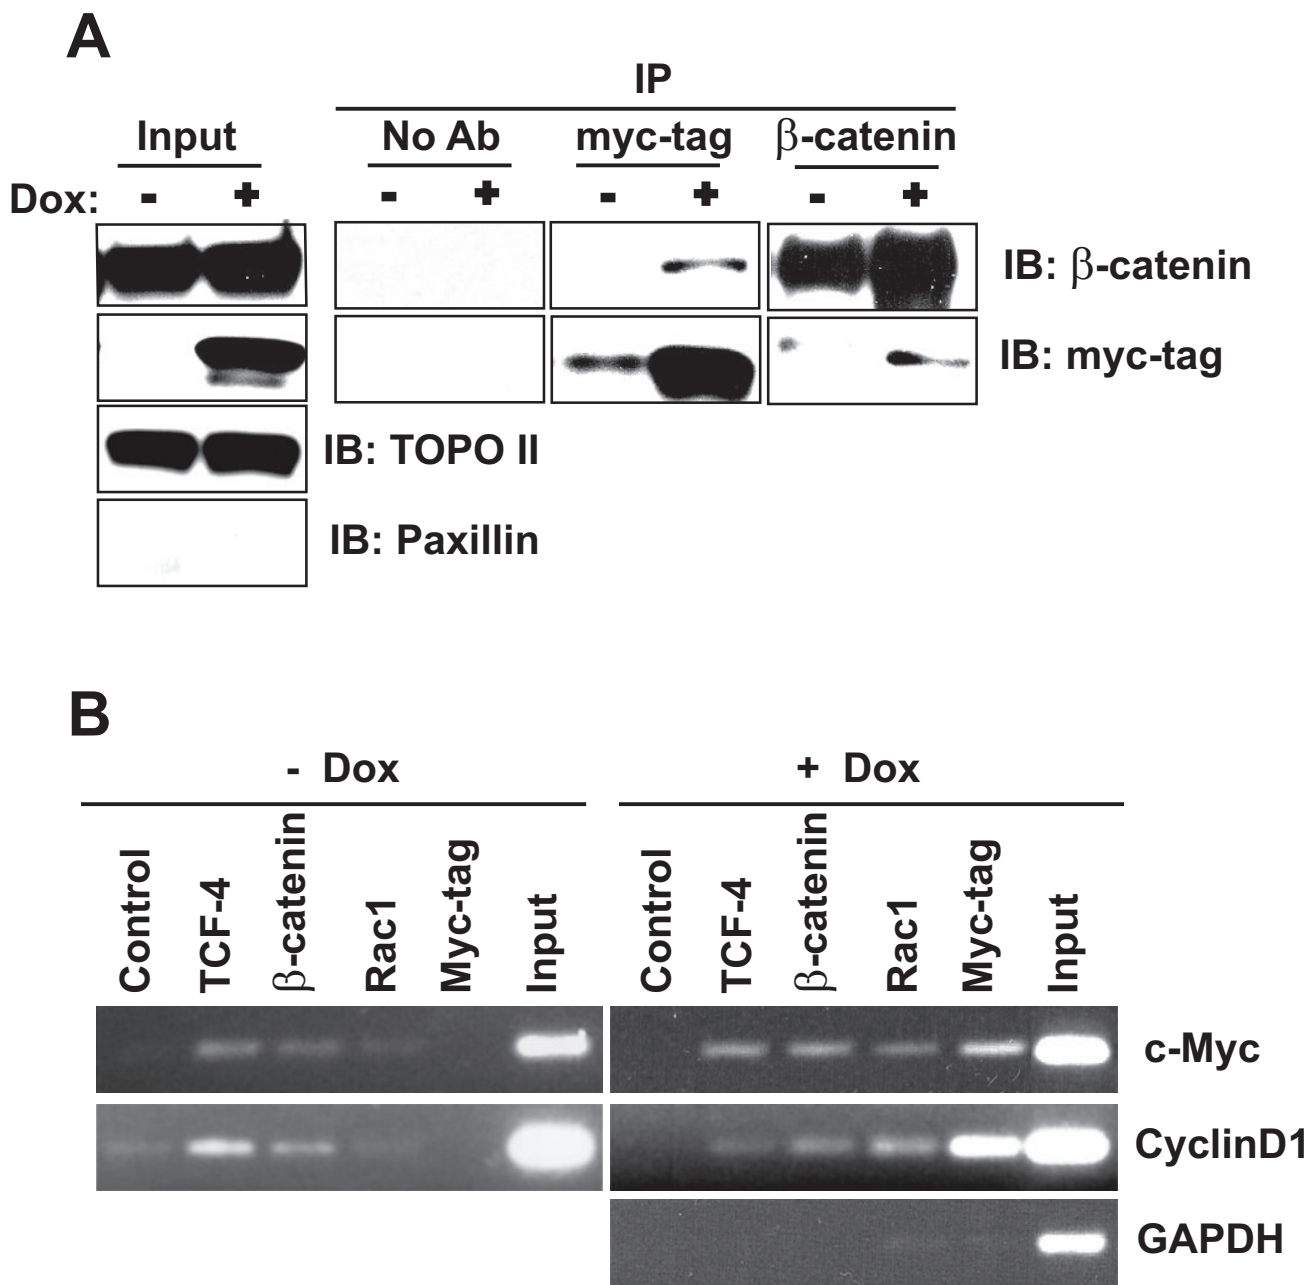 A
IP
Input No Ab myc-tag β-catenin
Dox: - + - + - + - +
IB: β-catenin
IB: myc-tag
IB: TOPO II
IB: Paxillin
B
- Dox + Dox
Control TCF-4 β-catenin Rac1 Myc-tag Input Control TCF-4 β-catenin Rac1 Myc-tag Input
c-Myc
CyclinD1
GAPDH